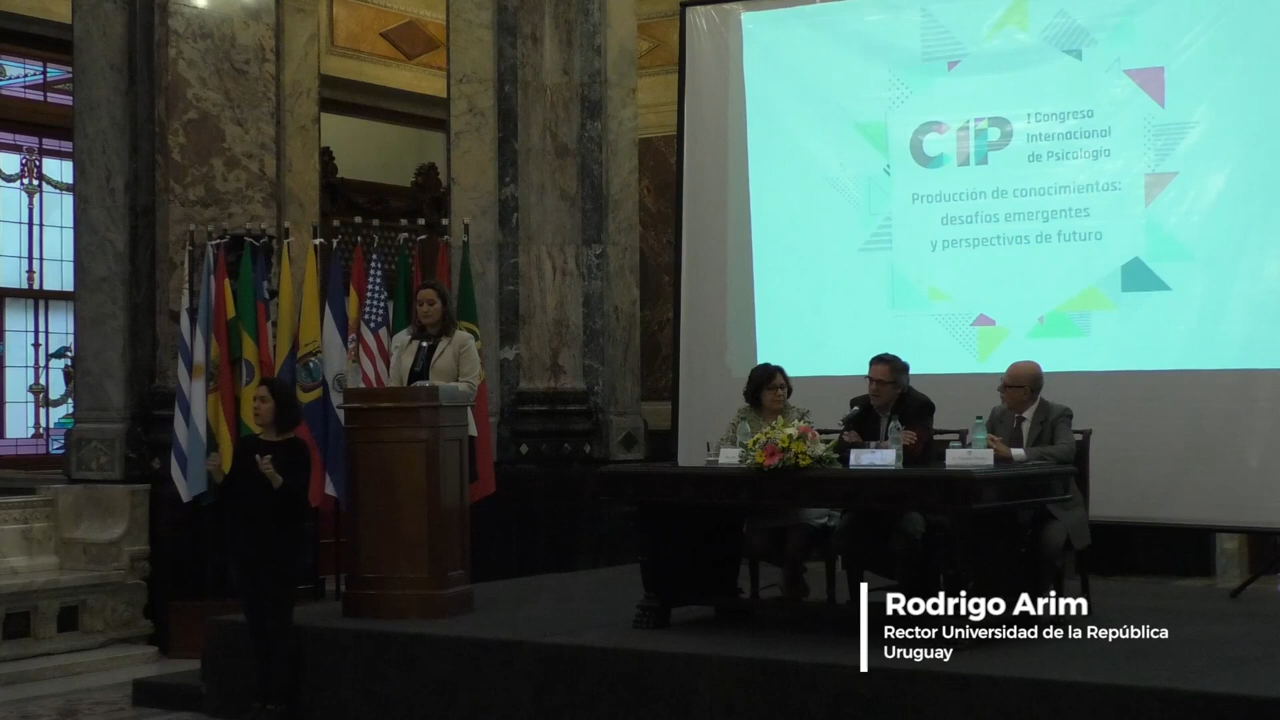 CIP
I Congreso
Internacional
de Psicología
Producción de conocimientos:
desafíos emergentes
y perspectivas de futuro
Rodrigo Arim
Rector Universidad de la República
Uruguay